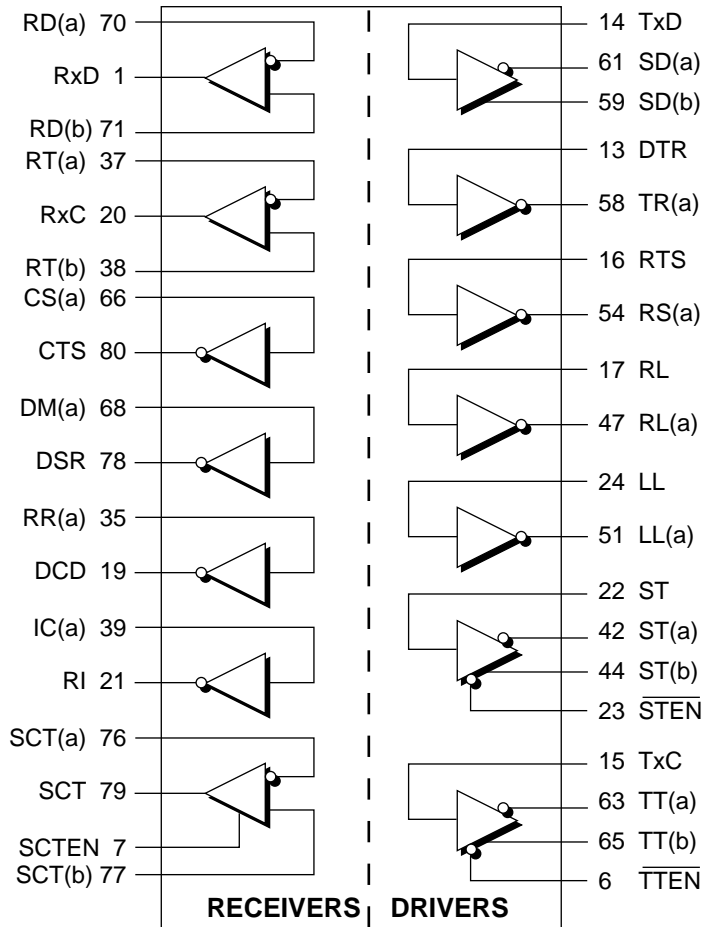 RD(a) 70
RxD 1
RD(b) 71
RT(a) 37
RxC 20
RT(b) 38
CS(a) 66
CTS 80
DM(a) 68
DSR 78
RR(a) 35
DCD 19
IC(a) 39
RI 21
SCT(a) 76
SCT 79
SCTEN 7
SCT(b) 77
RECEIVERS
14 TxD
61 SD(a)
59 SD(b)
13 DTR
58 TR(a)
16 RTS
54 RS(a)
17 RL
47 RL(a)
24 LL
51 LL(a)
22 ST
42 ST(a)
44 ST(b)
23 STEN
15 TxC
63 TT(a)
65 TT(b)
6 TTEN
DRIVERS